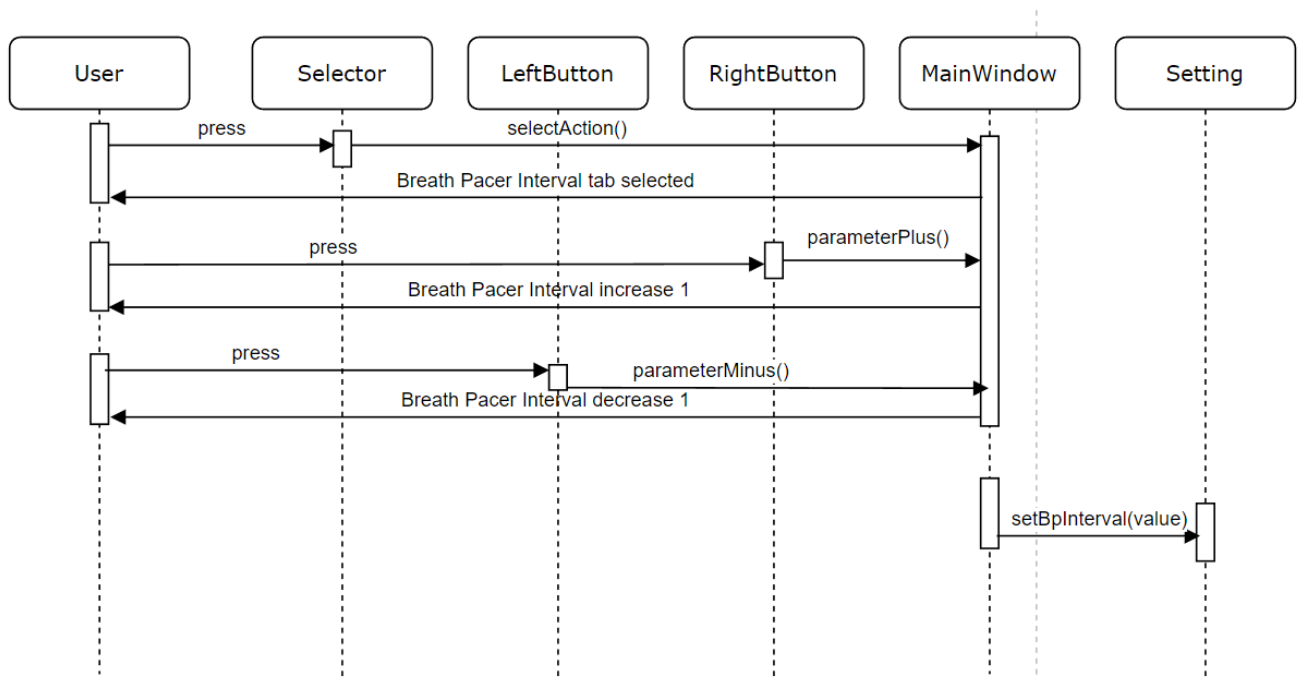 User
Selector
LeftButton
RightButton
MainWindow
Setting
press
selectAction()
Breath Pacer Interval tab selected
press
parameterPlus()
Breath Pacer Interval increase 1
press
parameterMinus()
Breath Pacer Interval decrease 1
setBpInterval(value)